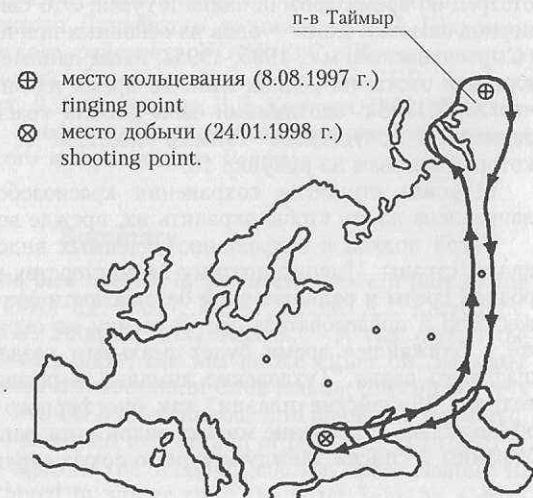 п-в Таймыр
место кольцевания (8.08.1997 г.)
ringing point
место добычи (24.01.1998 г.)
shooting point.